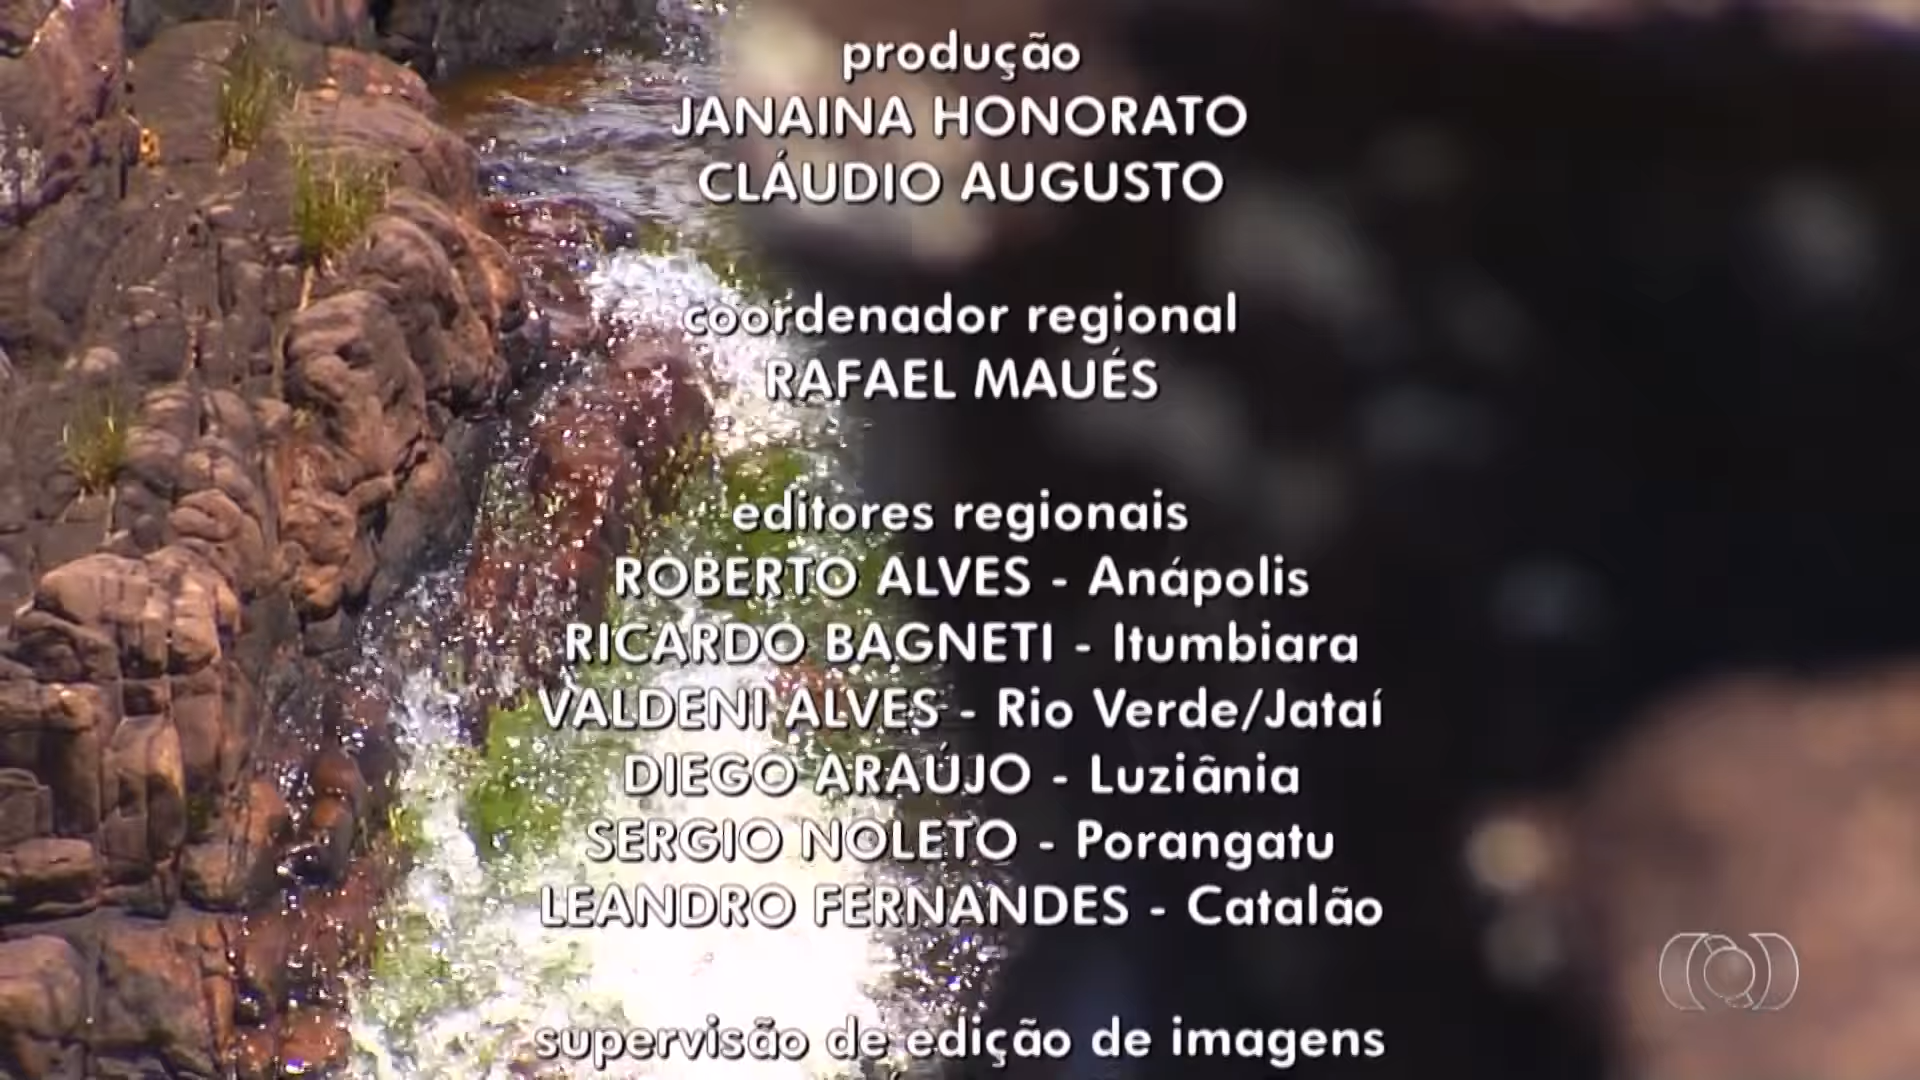 produção
JANAINA HONORATO
CLÁUDIO AUGUSTO
coordenador regional
RAFAEL MAUÉS
editores regionais
ROBERTO ALVES - Anápolis
RICARDO BAGNETI - Itumbiara
VALDENI ALVES - Rio Verde/Jataí
DIEGO ARAÚJO - Luziânia
SERGIO NOLETO - Porangatu
LEANDRO FERNANDES - Catalão
supervisão de edição de imagens